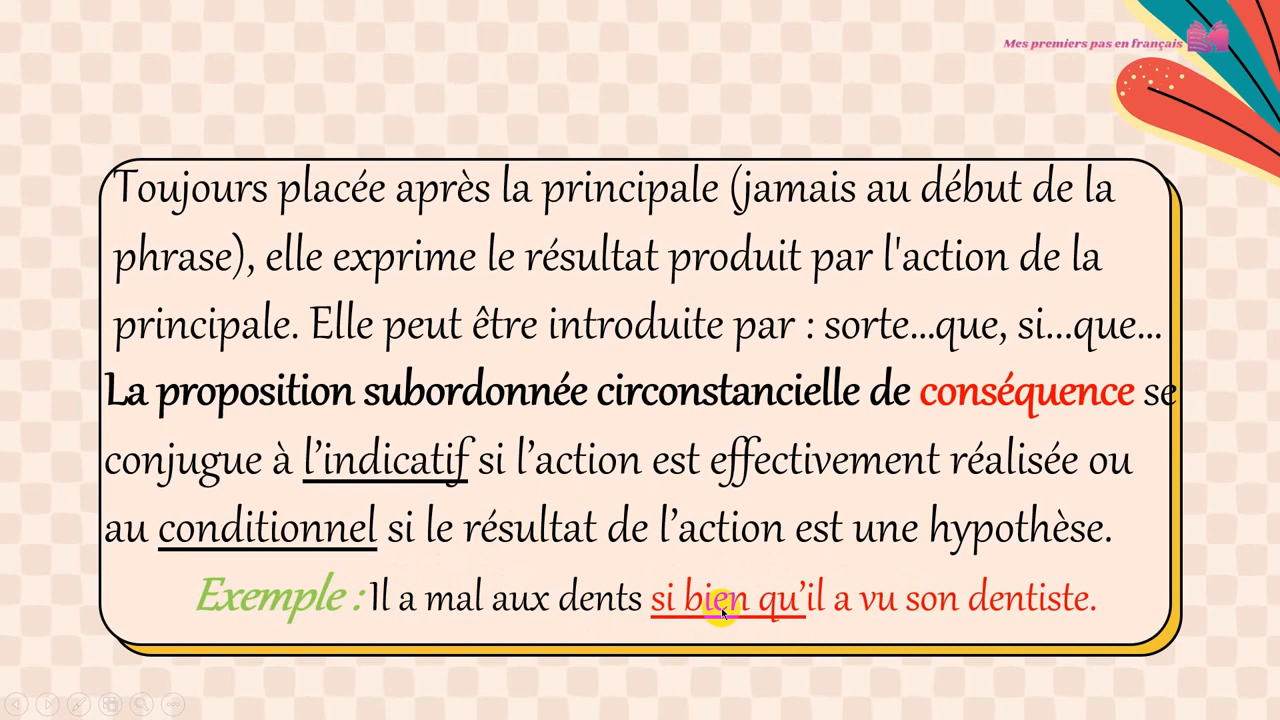 Mes premiers pas en français
Toujours placée après la principale (jamais au début de la
phrase), elle exprime le résultat produit par l'action de la
principale. Elle peut être introduite par : sorte...que, si...que...
La proposition subordonnée circonstancielle de conséquence se
conjugue à l’indicatif si l’action est effectivement réalisée ou
au conditionnel si le résultat de l’action est une hypothèse.
Exemple : Il a mal aux dents si bien qu’il a vu son dentiste.